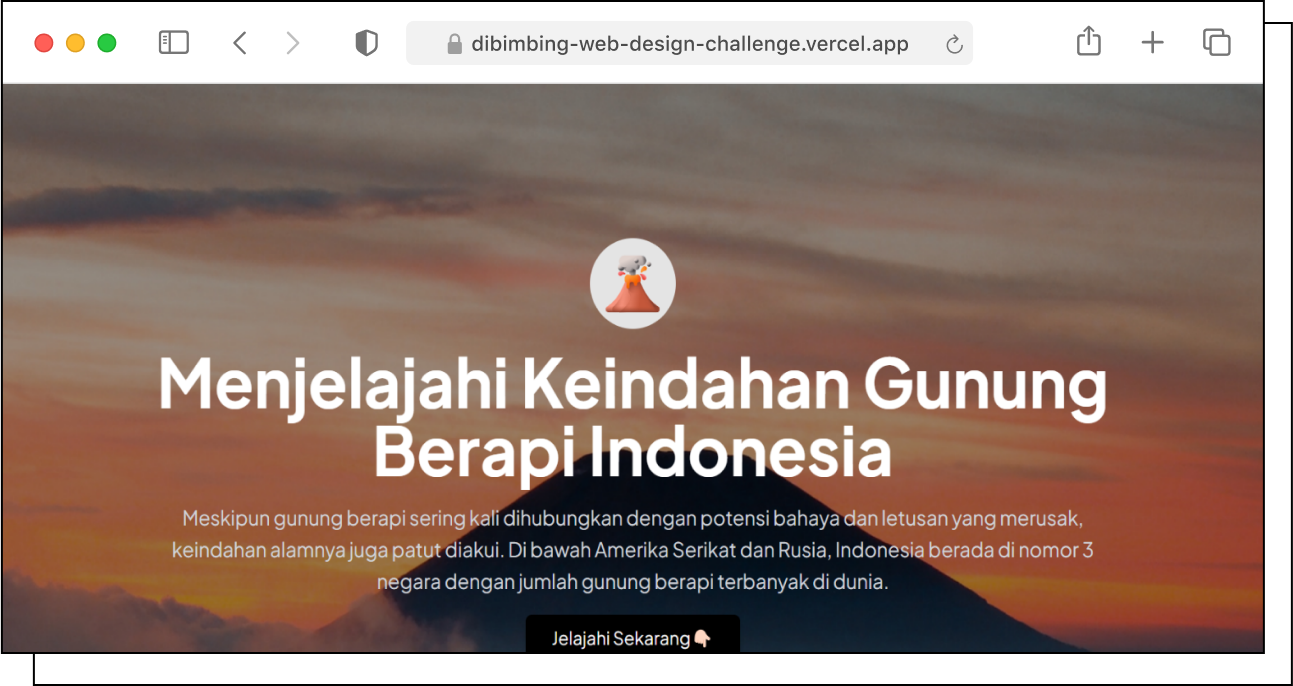 dibimbing-web-design-challenge.vercel.app
Menjelajahi Keindahan Gunung
Berapi Indonesia
Meskipun gunung berapi sering kali dihubungkan dengan potensi bahaya dan letusan yang merusak,
keindahan alamnya juga patut diakui. Di bawah Amerika Serikat dan Rusia, Indonesia berada di nomor 3
negara dengan jumlah gunung berapi terbanyak di dunia.
Jelajahi Sekarang👇🏻